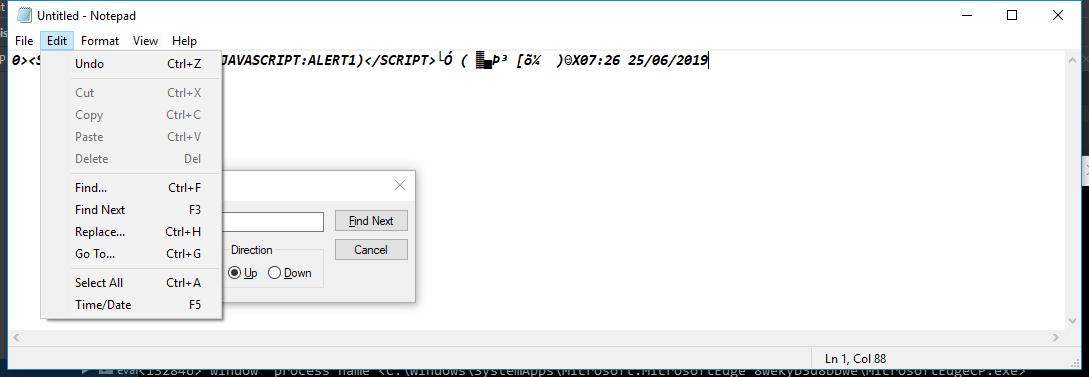 Untitled - Notepad
File Edit Format View Help
0><S JAVASCRIPT:ALERT1)</SCRIPT>└Ó ( ▓▄Þ³ [õ¼ )☺X07:26 25/06/2019
Undo Ctrl+Z
Cut Ctrl+X
Copy Ctrl+C
Paste Ctrl+V
Delete Del
Find... Ctrl+F
Find Next F3
Replace... Ctrl+H
Go To... Ctrl+G
Select All Ctrl+A
Time/Date F5
Find Next
Cancel
Direction
Up Down
Ln 1, Col 88
eval<132846> window process name <C:\Windows\SystemApps\Microsoft.MicrosoftEdge_8wekyb3d8bbwe\MicrosoftEdgeCP.exe>